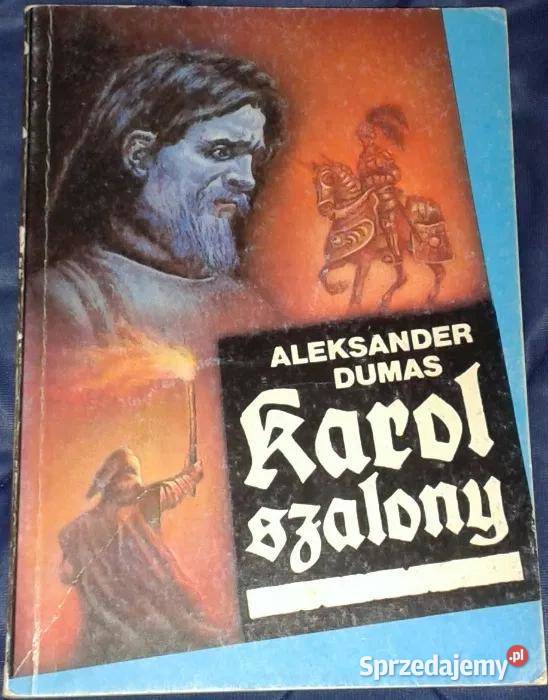 ALEKSANDER
DUMAS
Karol
szalony
Sprzedajemy.pl